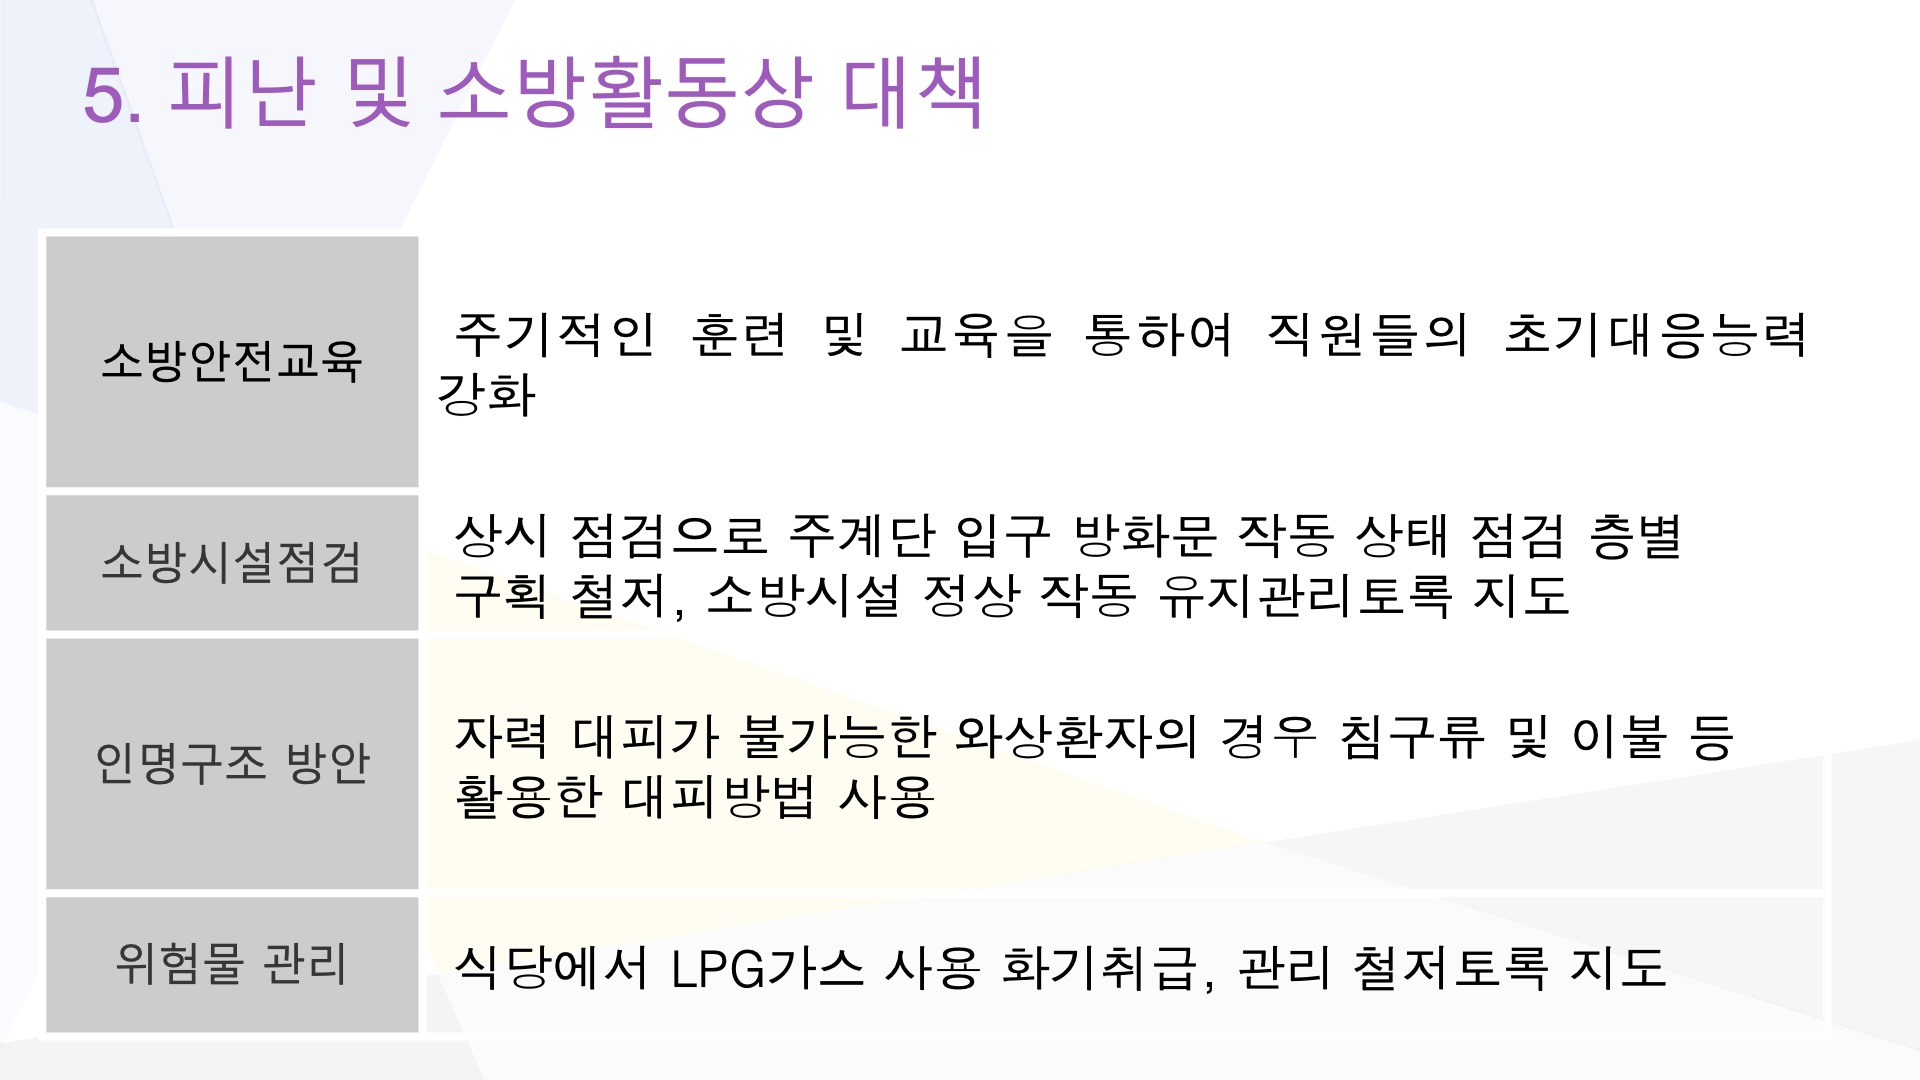 5. 피난 및 소방활동상 대책
소방안전교육
주기적인 훈련 및 교육을 통하여 직원들의 초기대응능력
강화
소방시설점검
상시 점검으로 주계단 입구 방화문 작동 상태 점검 층별
구획 철저, 소방시설 정상 작동 유지관리토록 지도
인명구조 방안
자력 대피가 불가능한 와상환자의 경우 침구류 및 이불 등
활용한 대피방법 사용
위험물 관리
식당에서 LPG가스 사용 화기취급, 관리 철저토록 지도